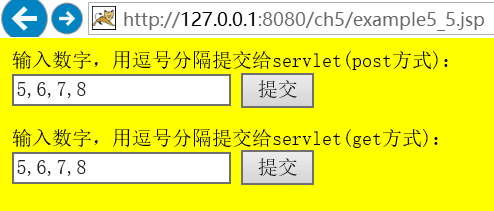 http://127.0.0.1:8080/ch5/example5_5.jsp
输入数字，用逗号分隔提交给servlet(post方式)：
5,6,7,8 提交
输入数字，用逗号分隔提交给servlet(get方式)：
5,6,7,8 提交